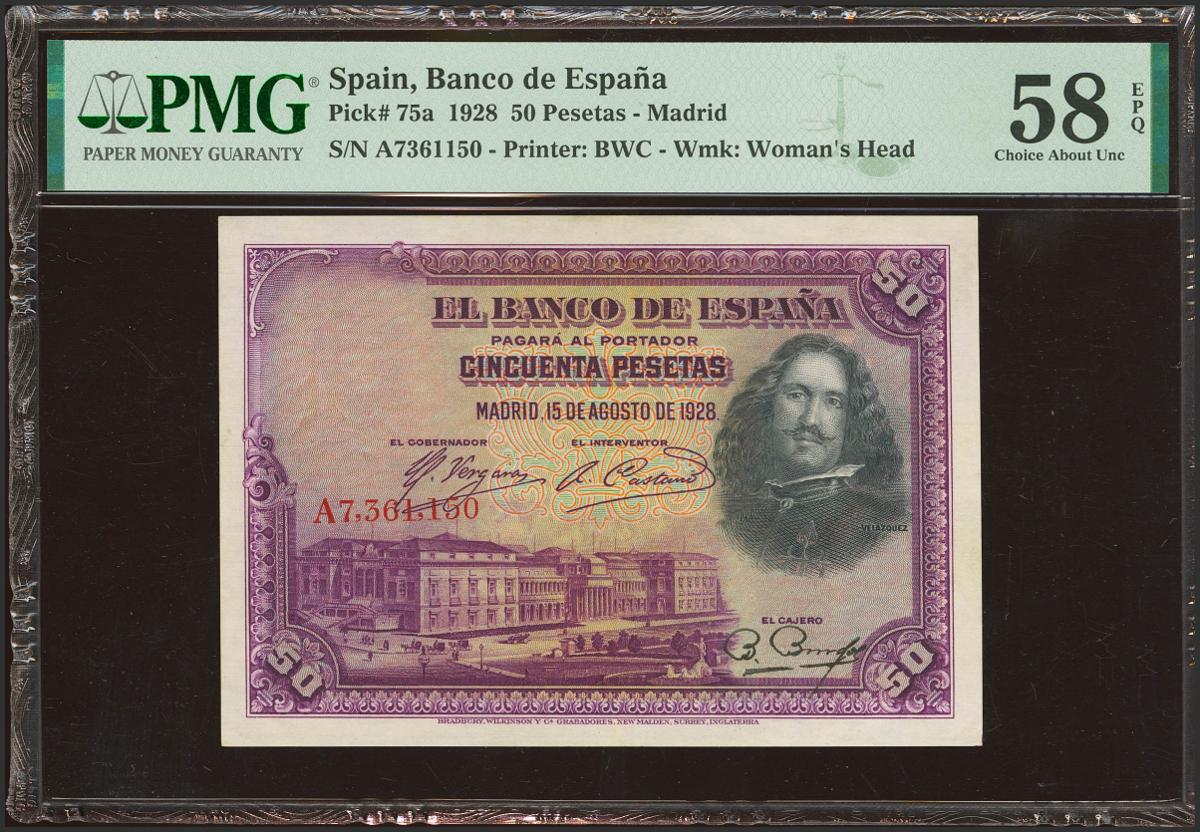 PMG®
PAPER MONEY GUARANTY
Spain, Banco de España
Pick# 75a 1928 50 Pesetas - Madrid
S/N A7361150 - Printer: BWC - Wmk: Woman's Head
58
EPQ
Choice About Unc
50
EL BANCO DE ESPAÑA
PAGARÁ AL PORTADOR
CINCUENTA PESETAS
MADRID, 15 DE AGOSTO DE 1928.
EL GOBERNADOR EL INTERVENTOR
A7,361,150
VELAZQUEZ
EL CAJERO
50 50
BRADBURY, WILKINSON Y Cª GRABADORES, NEW MALDEN, SURREY, INGLATERRA